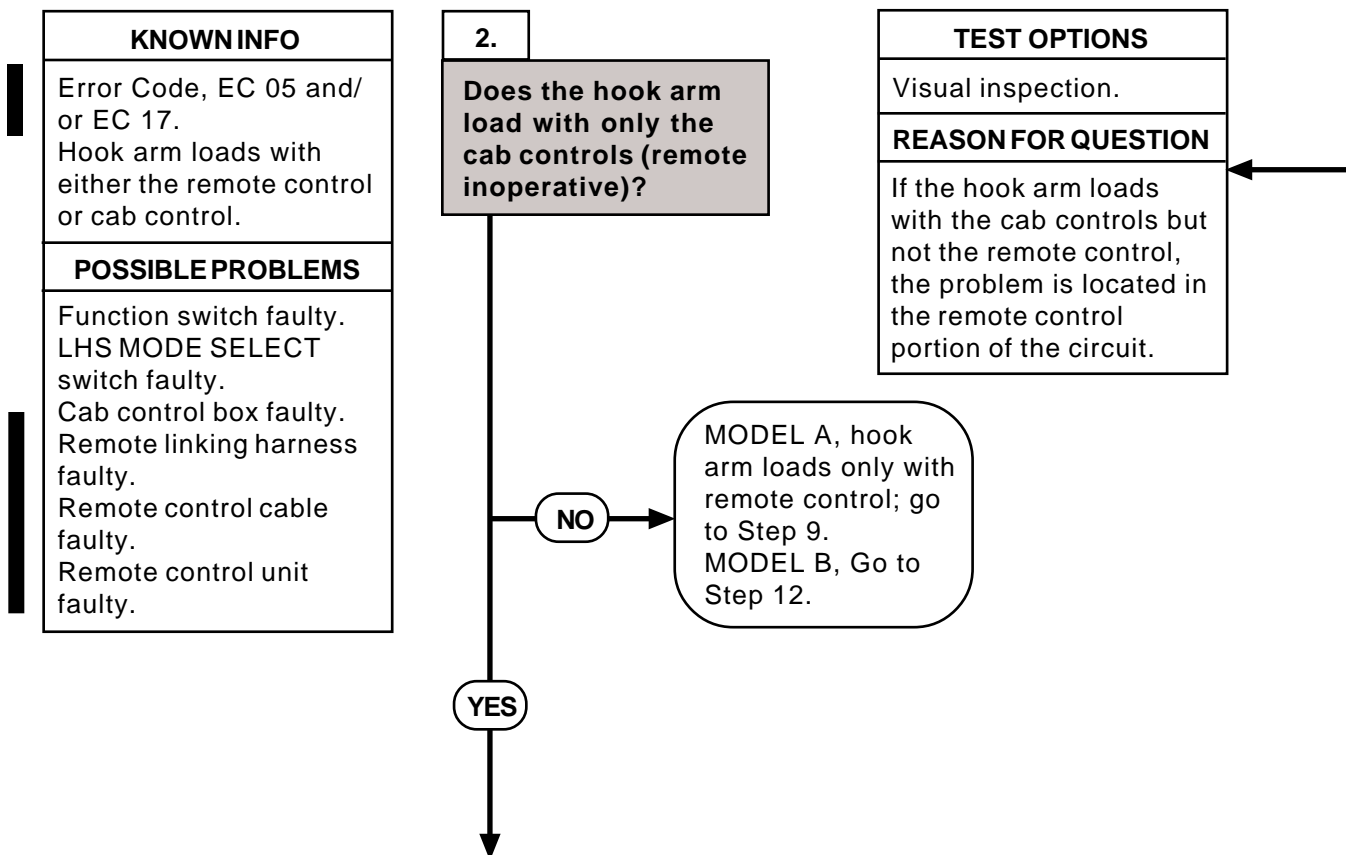 KNOWN INFO
Error Code, EC 05 and/
or EC 17.
Hook arm loads with
either the remote control
or cab control.
POSSIBLE PROBLEMS
Function switch faulty.
LHS MODE SELECT
switch faulty.
Cab control box faulty.
Remote linking harness
faulty.
Remote control cable
faulty.
Remote control unit
faulty.
2.
Does the hook arm
load with only the
cab controls (remote
inoperative)?
TEST OPTIONS
Visual inspection.
REASON FOR QUESTION
If the hook arm loads
with the cab controls but
not the remote control,
the problem is located in
the remote control
portion of the circuit.
NO
MODEL A, hook
arm loads only with
remote control; go
to Step 9.
MODEL B, Go to
Step 12.
YES